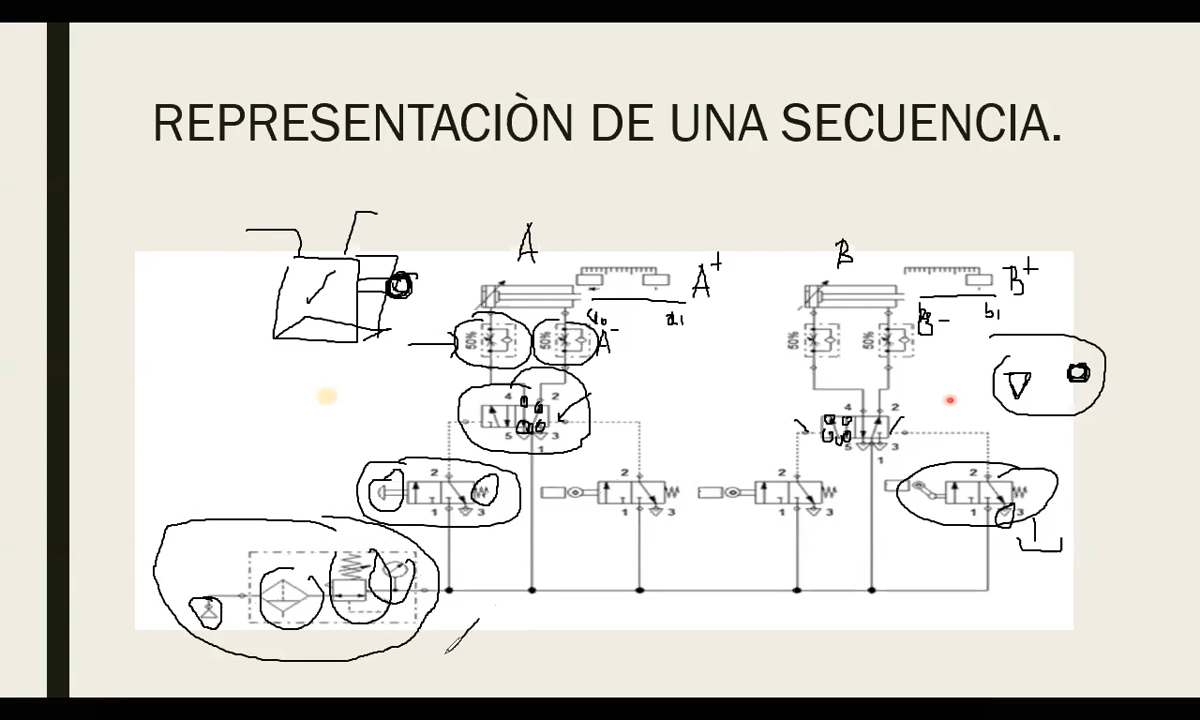 REPRESENTACIÒN DE UNA SECUENCIA.
A B
A+ B+
a0 a1 b1
50% 50% 50% 50%
A- B-
4 2 4 2
5 3 5 3
1 1
2 2 2 2
1 3 1 3 1 3 1 3